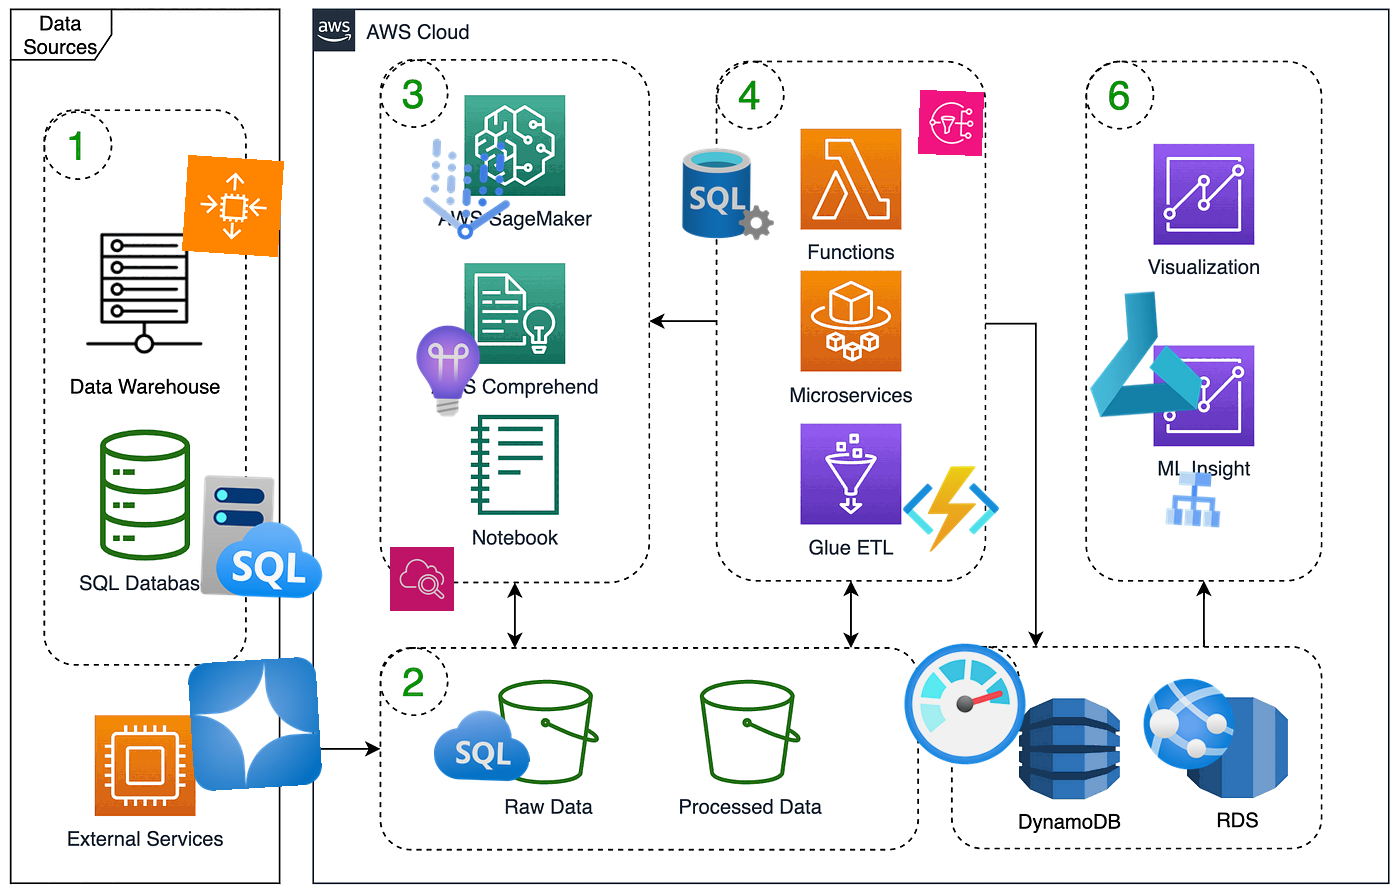 Data
Sources
aws
AWS Cloud
1
Data Warehouse
SQL Databas
SQL
External Services
3
AWS SageMaker
S Comprehend
Notebook
4
SQL
Functions
Microservices
Glue ETL
6
Visualization
ML Insight
2
SQL
Raw Data
Processed Data
DynamoDB
RDS